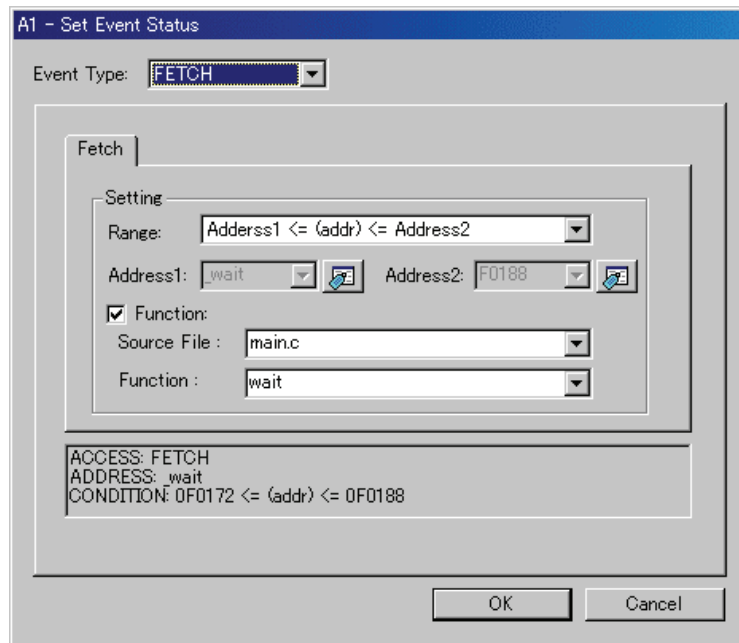 A1 - Set Event Status
Event Type: FETCH
Fetch
Setting
Range: Adderss1 <= (addr) <= Address2
Address1: _wait Address2: F0188
Function:
Source File : main.c
Function : wait
ACCESS: FETCH
ADDRESS: _wait
CONDITION: 0F0172 <= (addr) <= 0F0188
OK Cancel